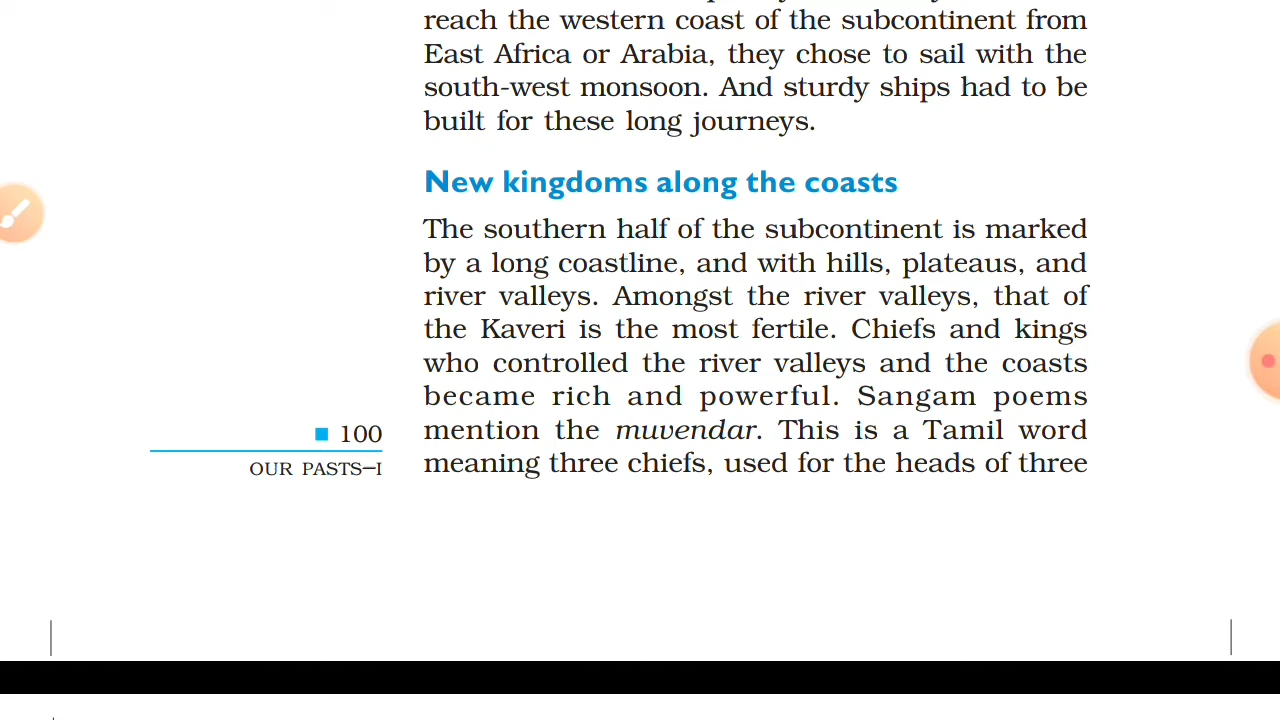 reach the western coast of the subcontinent from
East Africa or Arabia, they chose to sail with the
south-west monsoon. And sturdy ships had to be
built for these long journeys.
New kingdoms along the coasts
The southern half of the subcontinent is marked
by a long coastline, and with hills, plateaus, and
river valleys. Amongst the river valleys, that of
the Kaveri is the most fertile. Chiefs and kings
who controlled the river valleys and the coasts
became rich and powerful. Sangam poems
mention the muvendar. This is a Tamil word
meaning three chiefs, used for the heads of three
100
OUR PASTS–I